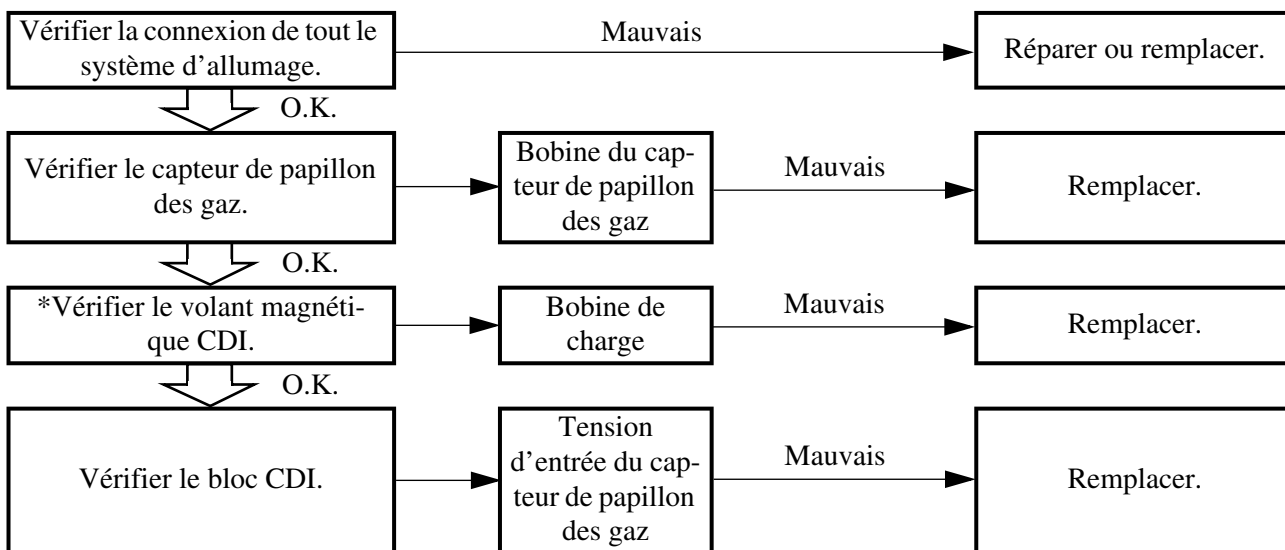 Vérifier la connexion de tout le
système d’allumage.
Mauvais
Réparer ou remplacer.
O.K.
Vérifier le capteur de papillon
des gaz.
Bobine du cap-
teur de papillon
des gaz
Mauvais
Remplacer.
O.K.
*Vérifier le volant magnéti-
que CDI.
Bobine de
charge
Mauvais
Remplacer.
O.K.
Vérifier le bloc CDI.
Tension
d’entrée du cap-
teur de papillon
des gaz
Mauvais
Remplacer.